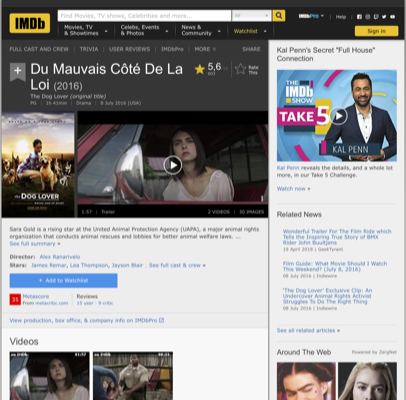 IMDb
Find Movies, TV shows, Celebrities and more...
All
IMDbPro
Help
Movies, TV
& Showtimes
Celebs, Events
& Photos
News &
Community
Watchlist
Sign in
FULL CAST AND CREW | TRIVIA | USER REVIEWS | IMDbPro | MORE
SHARE
+
Du Mauvais Côté De La
Loi (2016)
5,6
Rate
This
The Dog Lover (original title)
PG | 1h 41min | Drama | 8 July 2016 (USA)
THE DOG LOVER
1:57 | Trailer
2 VIDEOS | 30 IMAGES
Sara Gold is a rising star at the United Animal Protection Agency (UAPA), a major animal rights
organization that conducts animal rescues and lobbies for better animal welfare laws. ...
See full summary »
Director: Alex Ranarivelo
Stars: James Remar, Lea Thompson, Jayson Blair | See full cast & crew »
+ Add to Watchlist
35
Metascore
From metacritic.com
Reviews
15 user | 9 critic
View production, box office, & company info on IMDbPro
Videos
01:57
00:31
Kal Penn's Secret "Full House"
Connection
THE
IMDb
SHOW
TAKE 5
KAL PENN
Kal Penn reveals the details, and a whole lot
more, in our Take 5 Challenge.
Watch now »
Related News
Wonderful Trailer For The Film Ride which
Tells the Inspiring True Story of BMX
Rider John Buultjens
19 April 2018 | GeekTyrant
Film Guide: What Movie Should I Watch
This Weekend? (July 8, 2016)
08 July 2016 | Indiewire
'The Dog Lover' Exclusive Clip: An
Undercover Animal Rights Activist
Struggles To Do The Right Thing
08 July 2016 | Indiewire
See all related articles »
Around The Web
Powered by ZergNet